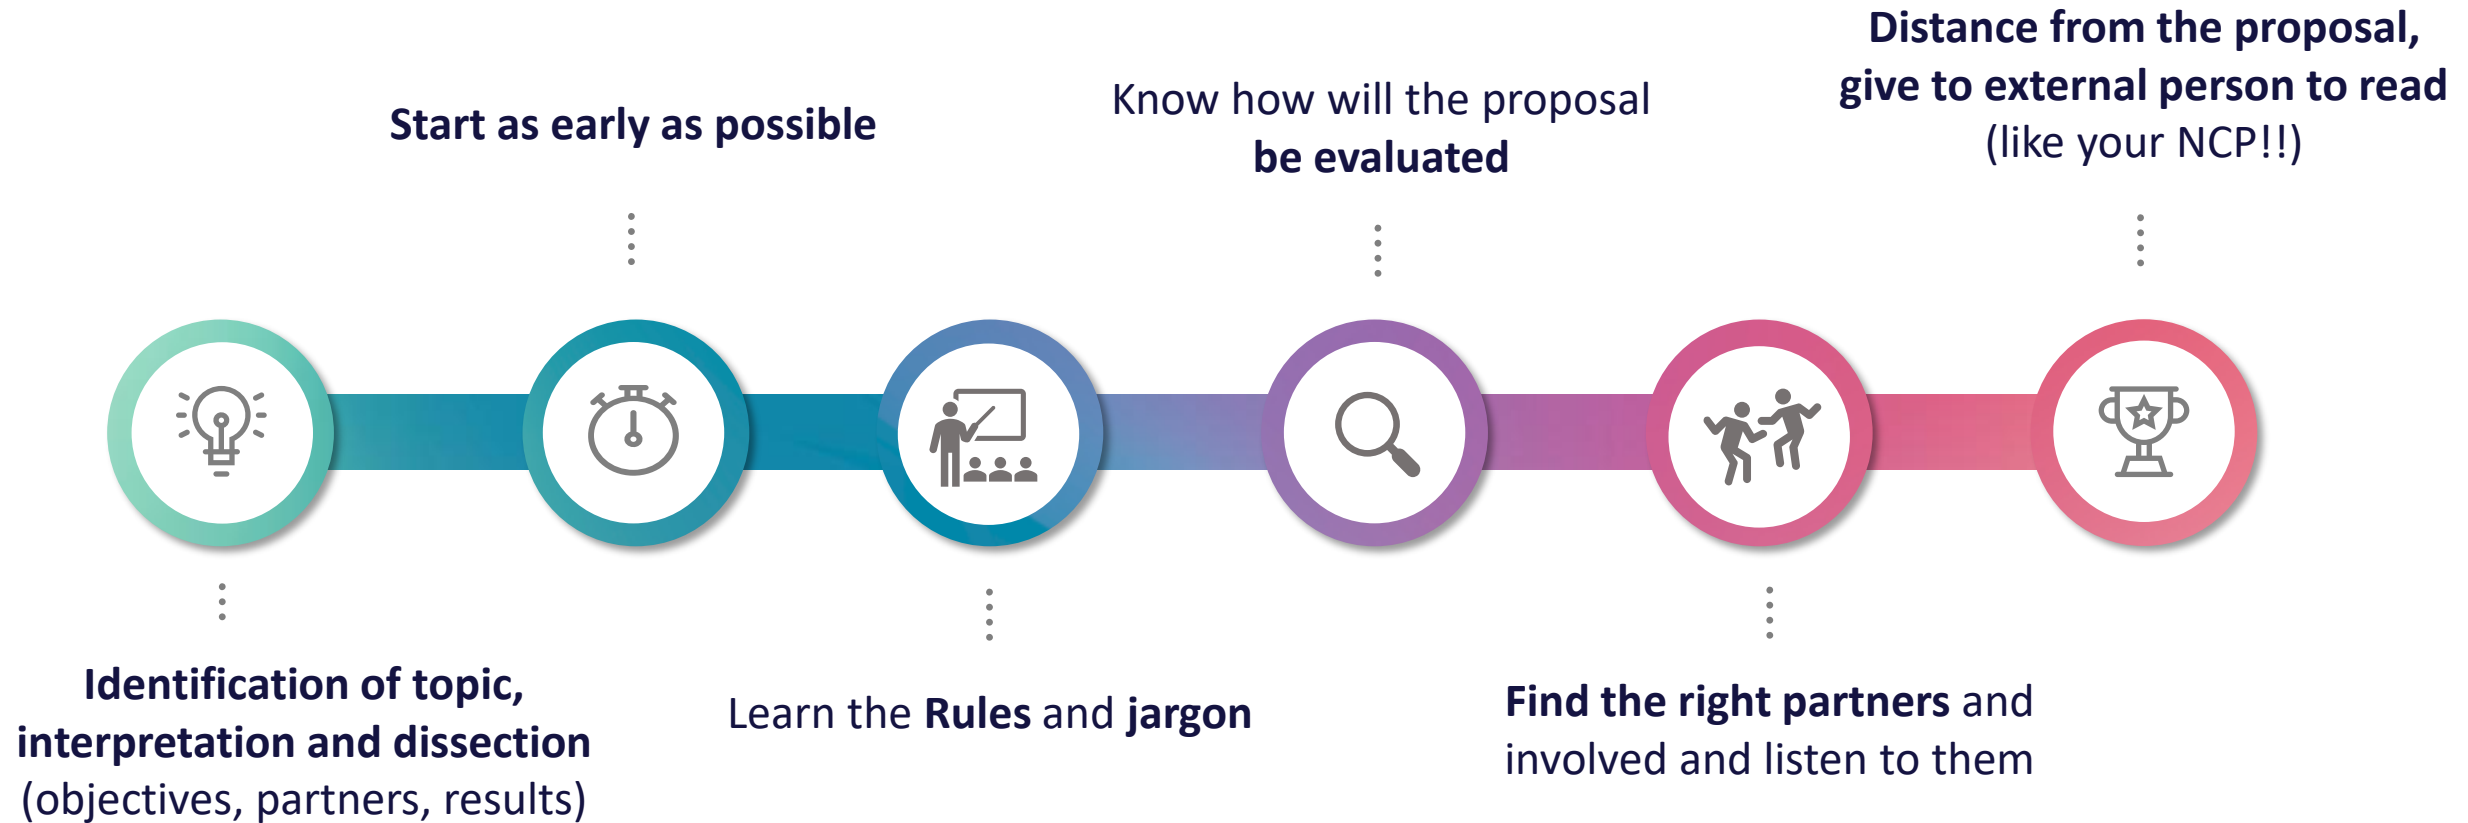 Identification of topic,
interpretation and dissection
(objectives, partners, results)
Start as early as possible
Learn the Rules and jargon
Know how will the proposal
be evaluated
Find the right partners and
involved and listen to them
Distance from the proposal,
give to external person to read
(like your NCP!!)